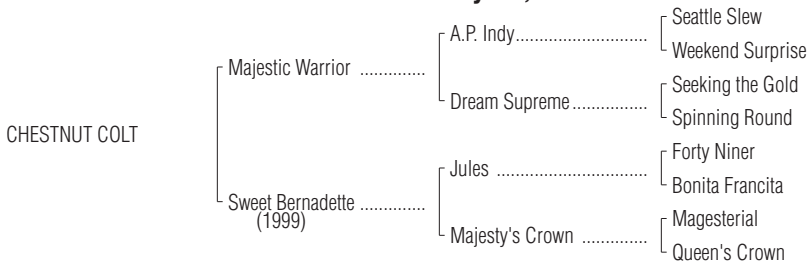 Seattle Slew
A.P. Indy
Weekend Surprise
Majestic Warrior
Seeking the Gold
Dream Supreme
Spinning Round
CHESTNUT COLT
Forty Niner
Jules
Bonita Francita
Sweet Bernadette
(1999)
Magesterial
Majesty's Crown
Queen's Crown